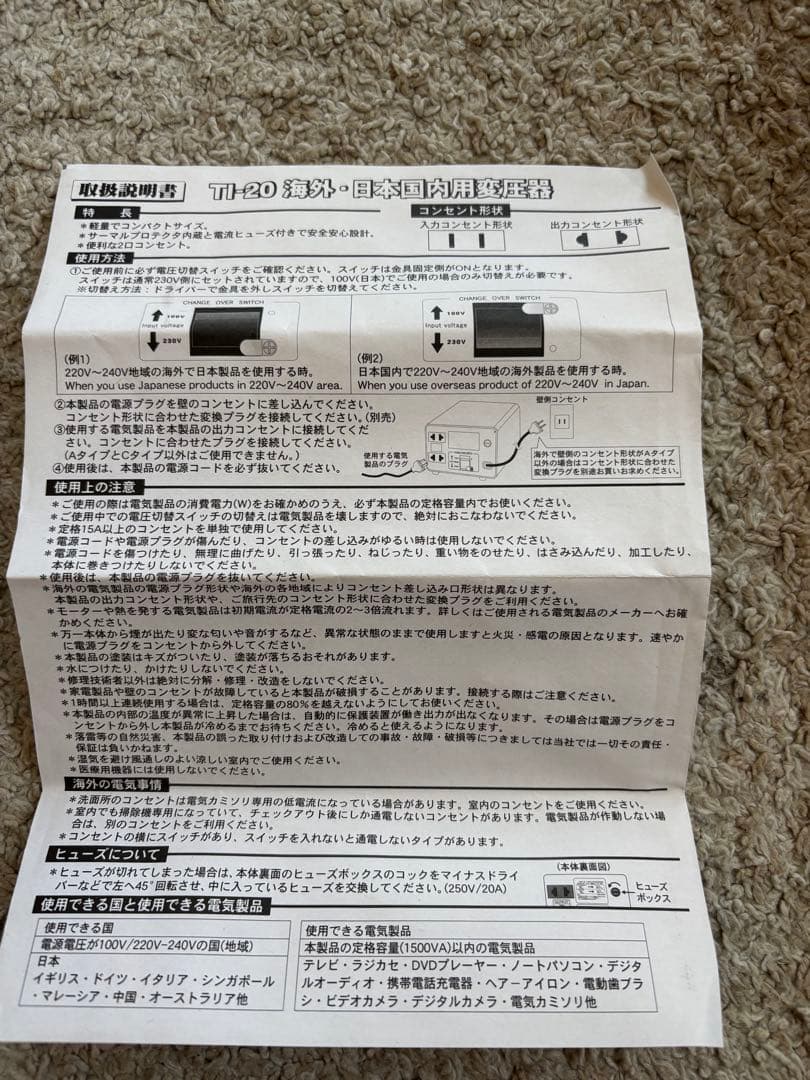 取扱説明書 TI-20 海外・日本国内用変圧器
特長
＊軽量でコンパクトサイズ。
＊サーマルプロテクタ内蔵と電流ヒューズ付きで安全安心設計。
＊便利な2口コンセント。
コンセント形状
入力コンセント形状 出力コンセント形状
使用方法
①ご使用前に必ず電圧切替スイッチをご確認ください。スイッチは金具固定側がONとなります。
スイッチは通常230V側にセットされていますので、100V(日本)でご使用の場合のみ切替えが必要です。
※切替え方法：ドライバーで金具を外しスイッチを切替えてください。
CHANGE OVER SWITCH
100V
Input voltage
230V
(例1)
220V〜240V地域の海外で日本製品を使用する時。
When you use Japanese products in 220V〜240V area.
CHANGE OVER SWITCH
100V
Input voltage
230V
(例2)
日本国内で220V〜240V地域の海外製品を使用する時。
When you use overseas product of 220V〜240V in Japan.
②本製品の電源プラグを壁のコンセントに差し込んでください。
コンセント形状に合わせた変換プラグを接続してください。(別売)
③使用する電気製品を本製品の出力コンセントに接続してくだ
さい。コンセントに合わせたプラグを接続してください。
(AタイプとCタイプ以外はご使用できません。)
④使用後は、本製品の電源コードを必ず抜いてください。
壁側コンセント
使用する電気
製品のプラグ
海外で壁側のコンセント形状がAタイプ
以外の場合はコンセント形状に合わせた
変換プラグを別途お買い求めください。
使用上の注意
＊ご使用の際は電気製品の消費電力(W)をお確かめのうえ、必ず本製品の定格容量内でお使いください。
＊ご使用中での電圧切替スイッチの切替えは電気製品を壊しますので、絶対におこなわないでください。
＊定格15A以上のコンセントを単独で使用してください。
＊電源コードや電源プラグが傷んだり、コンセントの差し込みがゆるい時は使用しないでください。
＊電源コードを傷つけたり、無理に曲げたり、引っ張ったり、ねじったり、重い物をのせたり、はさみ込んだり、加工したり、
本体に巻きつけたりしないでください。
＊使用後は、本製品の電源プラグを抜いてください。
＊海外の電気製品の電源プラグ形状や海外の各地域によりコンセント差し込み口形状は異なります。
本製品の出力コンセント形状や、ご旅行先のコンセント形状に合わせた変換プラグをご利用ください。
＊モーターや熱を発する電気製品は初期電流が定格電流の2〜3倍流れます。詳しくはご使用される電気製品のメーカーへお確
かめください。
＊万一本体から煙が出たり変な匂いや音がするなど、異常な状態のままで使用しますと火災・感電の原因となります。速やか
に電源プラグをコンセントから外してください。
＊本製品の塗装はキズがついたり、塗装が落ちるおそれがあります。
＊水につけたり、かけたりしないでください。
＊修理技術者以外は絶対に分解・修理・改造をしないでください。
＊家電製品や壁のコンセントが故障していると本製品が破損することがあります。接続する際はご注意ください。
＊1時間以上連続使用する場合は、定格容量の80%を越えないようにしてお使いください。
＊本製品の内部の温度が異常に上昇した場合は、自動的に保護装置が働き出力が出なくなります。その場合は電源プラグをコ
ンセントから外し本製品が冷めるまでお待ちください。冷めると使えるようになります。
＊落雷等の自然災害、本製品の誤った取り付けおよび改造しての事故・故障・破損等につきましては当社では一切その責任・
保証は負いかねます。
＊湿気を避け風通しのよい涼しい室内でご使用ください。
＊医療用機器には使用しないでください。
海外の電気事情
＊洗面所のコンセントは電気カミソリ専用の低電流になっている場合があります。室内のコンセントをご使用ください。
＊室内でも掃除機専用になっていて、チェックアウト後にしか通電しないコンセントがあります。電気製品が作動しない場
合は、別のコンセントをご利用ください。
＊コンセントの横にスイッチがあり、スイッチを入れないと通電しないタイプがあります。
ヒューズについて
＊ヒューズが切れてしまった場合は、本体裏面のヒューズボックスのコックをマイナスドライ
バーなどで左へ45°回転させ、中に入っているヒューズを交換してください。(250V/20A)
(本体裏面図)
ヒューズ
ボックス
使用できる国と使用できる電気製品
使用できる国
電源電圧が100V/220V-240Vの国(地域)
日本
イギリス・ドイツ・イタリア・シンガポール
・マレーシア・中国・オーストラリア他
使用できる電気製品
本製品の定格容量(1500VA)以内の電気製品
テレビ・ラジカセ・DVDプレーヤー・ノートパソコン・デジタ
ルオーディオ・携帯電話充電器・ヘアーアイロン・電動歯ブラ
シ・ビデオカメラ・デジタルカメラ・電気カミソリ他